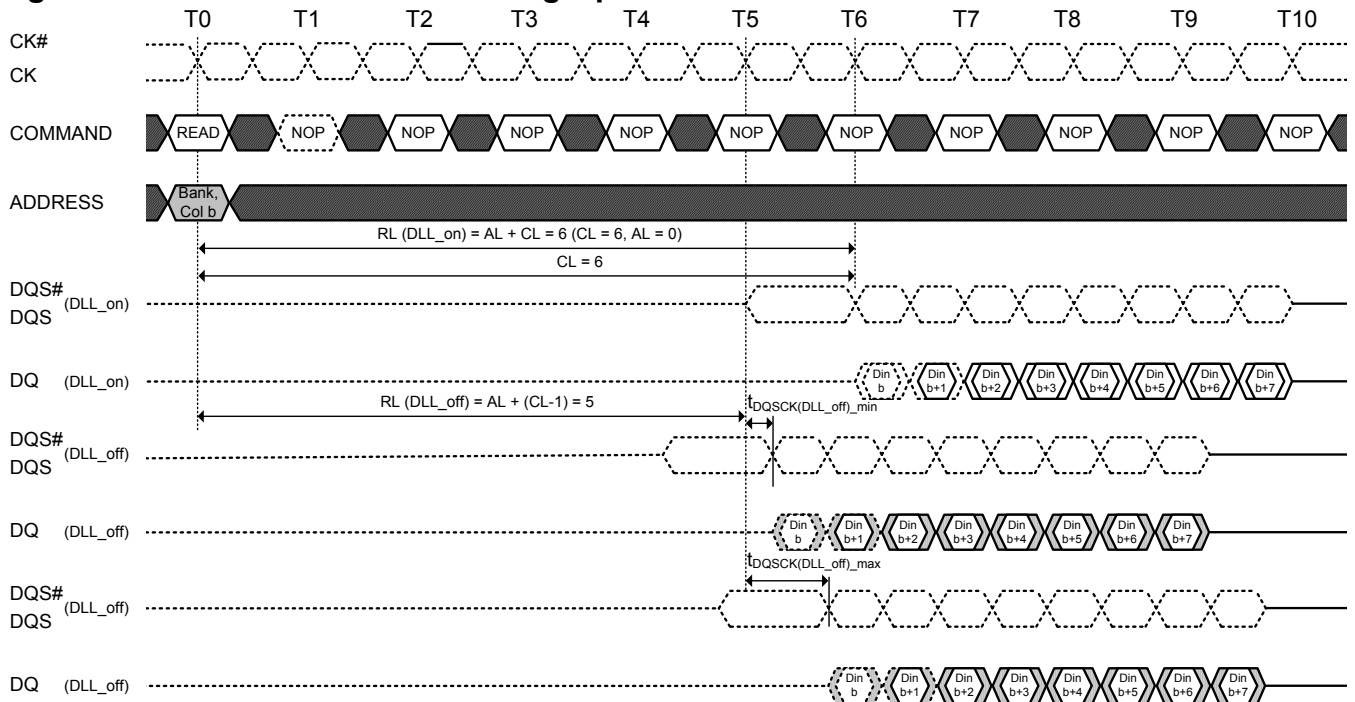 T0 T1 T2 T3 T4 T5 T6 T7 T8 T9 T10
CK#
CK
COMMAND READ NOP NOP NOP NOP NOP NOP NOP NOP NOP NOP
ADDRESS Bank,
Col b
RL (DLL_on) = AL + CL = 6 (CL = 6, AL = 0)
CL = 6
DQS# (DLL_on)
DQS
DQ (DLL_on) Din b Din b+1 Din b+2 Din b+3 Din b+4 Din b+5 Din b+6 Din b+7
RL (DLL_off) = AL + (CL-1) = 5 tDQSCK(DLL_off)_min
DQS# (DLL_off)
DQS
DQ (DLL_off) Din b Din b+1 Din b+2 Din b+3 Din b+4 Din b+5 Din b+6 Din b+7
tDQSCK(DLL_off)_max
DQS# (DLL_off)
DQS
DQ (DLL_off) Din b Din b+1 Din b+2 Din b+3 Din b+4 Din b+5 Din b+6 Din b+7